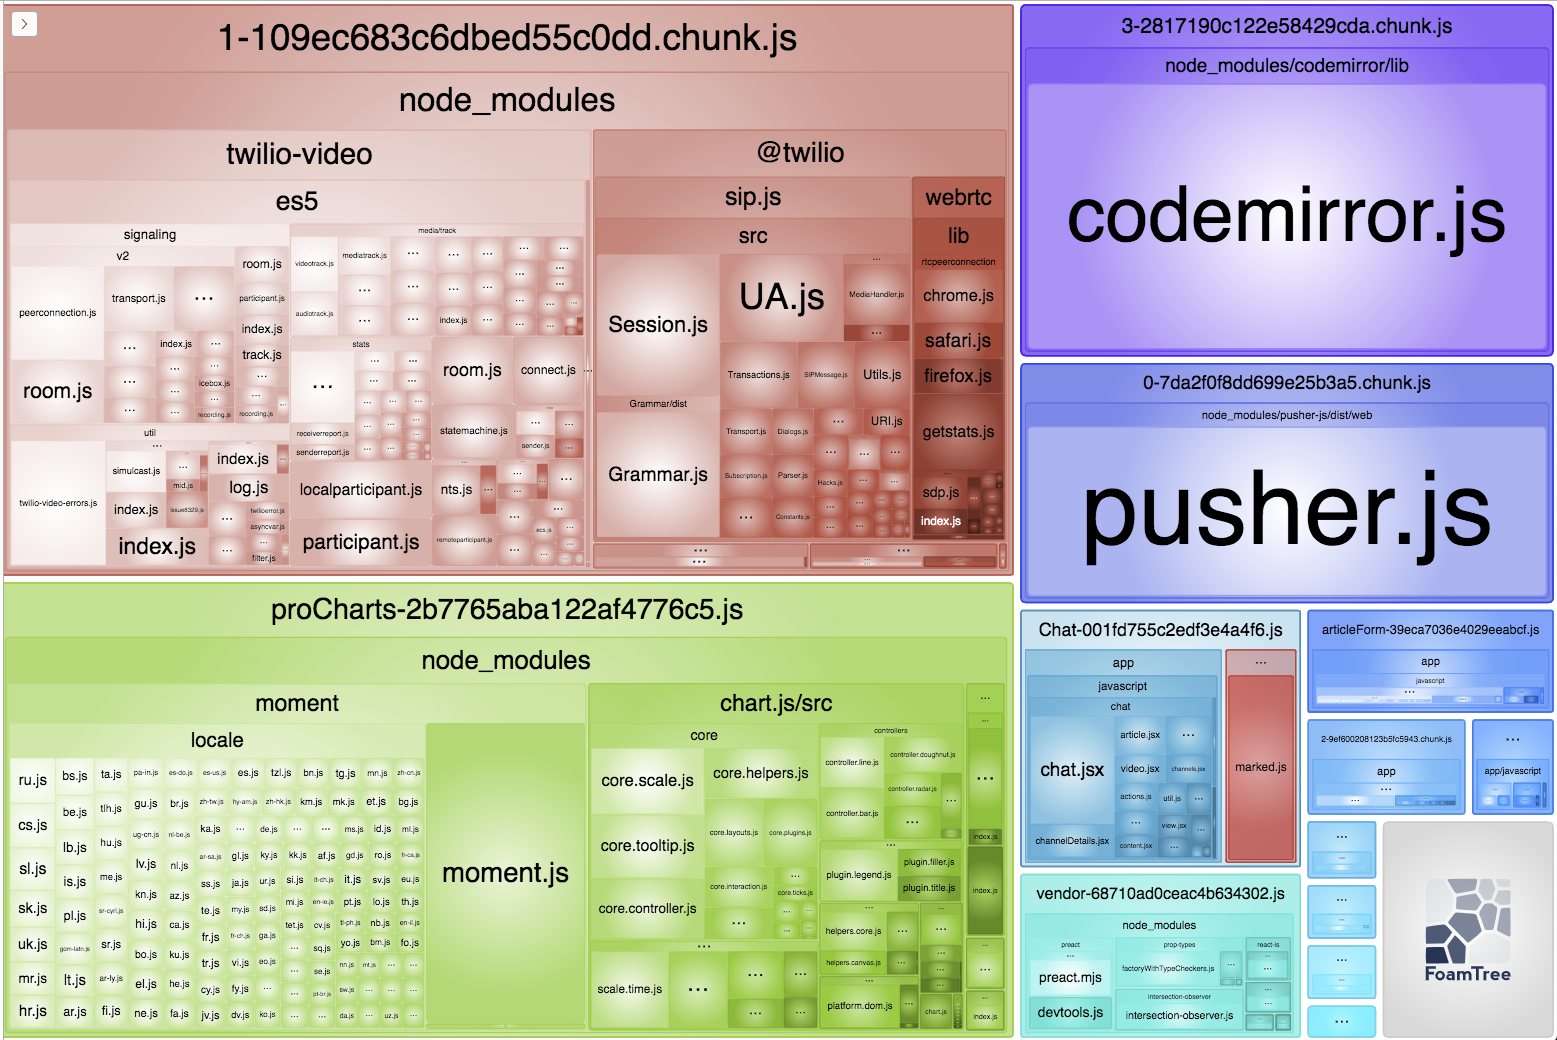 1-109ec683c6dbed55c0dd.chunk.js
node_modules
twilio-video
es5
signaling
v2
peerconnection.js
transport.js
...
room.js
participant.js
index.js
track.js
room.js
index.js
icebox.js
recording.js
recording.js
util
twilio-video-errors.js
simulcast.js
mid.js
index.js
issue8329.js
index.js
index.js
log.js
twilioerror.js
asyncvar.js
filter.js
media/track
videotrack.js
mediatrack.js
audiotrack.js
index.js
stats
...
receiverreport.js
senderreport.js
room.js
connect.js
statemachine.js
sender.js
localparticipant.js
nts.js
participant.js
remoteparticipant.js
ecs.js
@twilio
sip.js
src
Session.js
Grammar/dist
Grammar.js
UA.js
MediaHandler.js
Transactions.js
SIPMessage.js
Utils.js
Transport.js
Dialogs.js
URI.js
Subscription.js
Parser.js
Hacks.js
Constants.js
webrtc
lib
rtcpeerconnection
chrome.js
safari.js
firefox.js
getstats.js
sdp.js
index.js
3-2817190c122e58429cda.chunk.js
node_modules/codemirror/lib
codemirror.js
0-7da2f0f8dd699e25b3a5.chunk.js
node_modules/pusher-js/dist/web
pusher.js
proCharts-2b7765aba122af4776c5.js
node_modules
moment
locale
ru.js bs.js ta.js pa-in.js es-do.js es-us.js es.js tzl.js bn.js tg.js mn.js zh-cn.js
be.js tlh.js gu.js br.js zh-tw.js hy-am.js zh-hk.js km.js mk.js et.js bg.js
cs.js lb.js hu.js ug-cn.js nl-be.js ka.js ... de.js ... ... ms.js id.js ml.js
sl.js is.js me.js lv.js nl.js ar-sa.js gl.js ky.js kk.js af.js gd.js ro.js fr-ca.js
sk.js pl.js sr-cyrl.js kn.js az.js ss.js ja.js ur.js si.js it-ch.js it.js sv.js eu.js
hi.js ca.js te.js my.js sd.js mi.js en-ie.js pt.js lo.js th.js
uk.js gom-latn.js sr.js bo.js ku.js fr.js fr-ch.js ga.js tet.js cv.js ti-ph.js nb.js en-il.js
mr.js lt.js ar-ly.js el.js he.js tr.js vi.js eo.js ... sq.js yo.js bm.js fo.js
hr.js ar.js fi.js ne.js fa.js cy.js fy.js ... ... se.js nn.js mt.js ...
jv.js dv.js ko.js ... ... pt-br.js sw.js da.js ... uz.js ...
moment.js
chart.js/src
core
core.scale.js
core.helpers.js
core.tooltip.js
core.layouts.js
core.plugins.js
core.interaction.js
core.ticks.js
core.controller.js
...
scale.time.js
...
controllers
controller.line.js
controller.doughnut.js
controller.radar.js
controller.bar.js
...
plugin.legend.js
plugin.filler.js
plugin.title.js
helpers.core.js
helpers.canvas.js
platform.dom.js
chart.js
index.js
index.js
index.js
Chat-001fd755c2edf3e4a4f6.js
app
javascript
chat
chat.jsx
article.jsx
...
video.jsx
channels.jsx
actions.js
util.js
view.jsx
channelDetails.jsx
content.jsx
...
marked.js
articleForm-39eca7036e4029eeabcf.js
app
javascript
...
2-9ef600208123b5fc5943.chunk.js
app
...
...
app/javascript
vendor-68710ad0ceac4b634302.js
node_modules
preact
...
preact.mjs
devtools.js
prop-types
factoryWithTypeCheckers.js
intersection-observer
intersection-observer.js
react-is
...
...
...
...
...
FoamTree